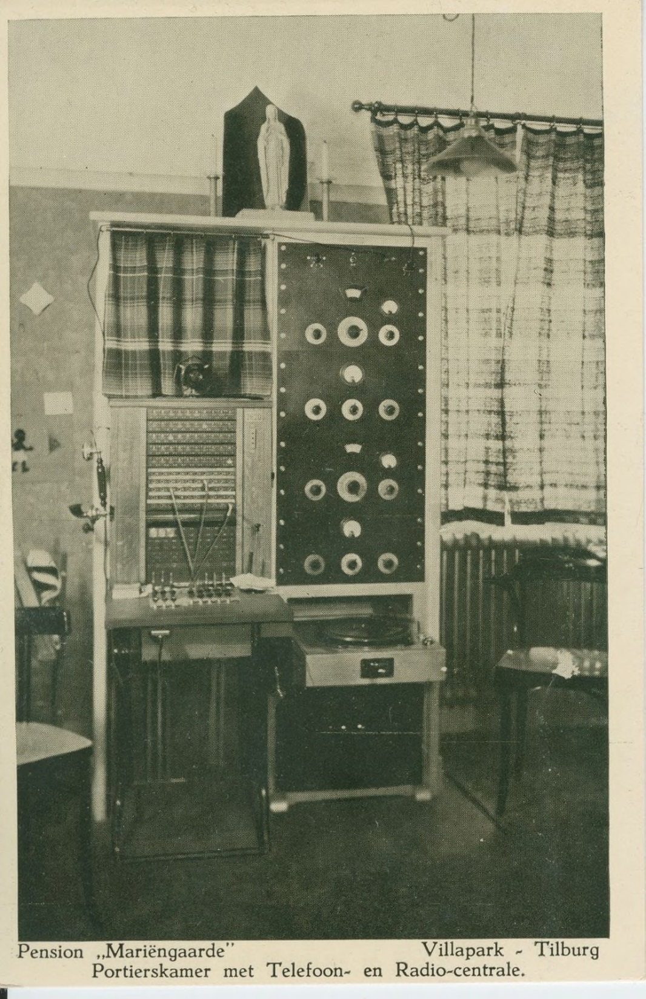 Pension „Mariëngaarde” Villapark - Tilburg
Portierskamer met Telefoon- en Radio-centrale.